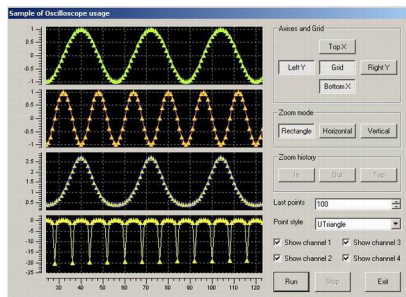 Sample of Oscilloscope usage
1
0.5
0
-0.5
-1
1
0.5
0
-0.5
-1
2.5
2
1.5
1
0.5
0
-5
-10
-15
-20
-25
30 40 50 60 70 80 90 100 110 120
Axises and Grid
Top X
Left Y Grid Right Y
Bottom X
Zoom mode
Rectangle Horizontal Vertical
Zoom history
In Out Top
Last points 100
Point style UTriangle
Show channel 1 Show channel 3
Show channel 2 Show channel 4
Run Stop Exit